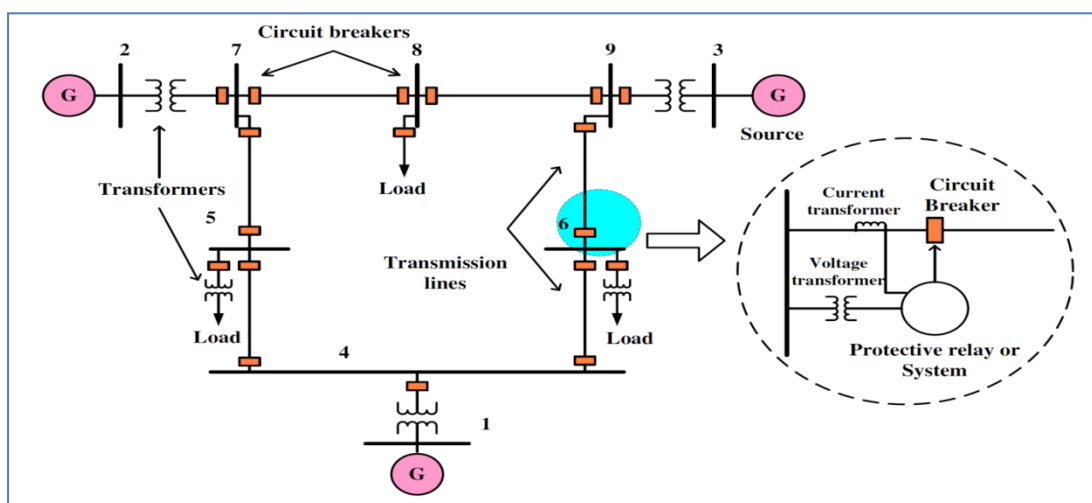 Circuit breakers
2
7
8
9
3
G
G
Source
Transformers
Load
5
6
Transmission
lines
Load
Load
4
1
G
Current
transformer
Circuit
Breaker
Voltage
transformer
Protective relay or
System